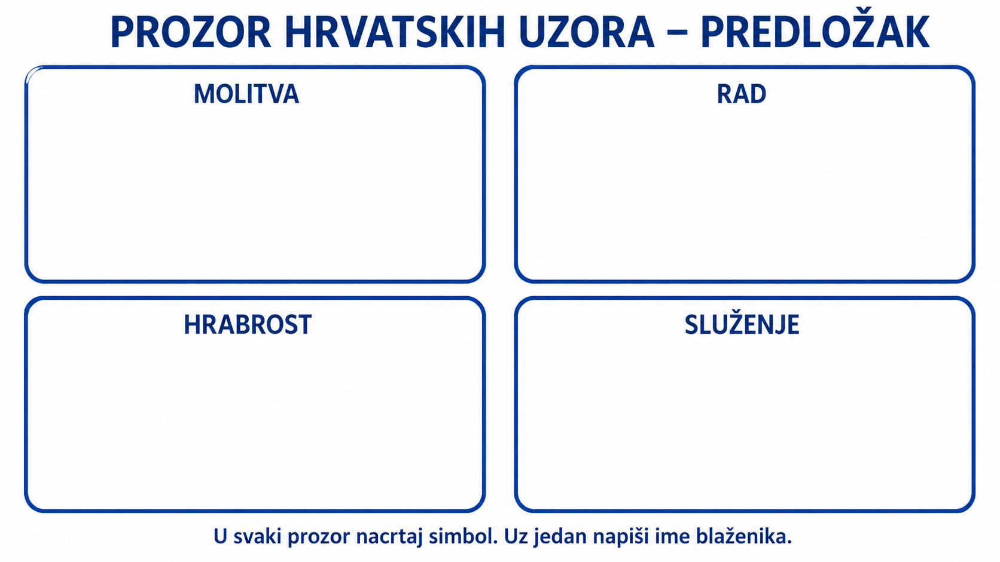 PROZOR HRVATSKIH UZORA – PREDLOŽAK
MOLITVA
RAD
HRABROST
SLUŽENJE
U svaki prozor nacrtaj simbol. Uz jedan napiši ime blaženika.